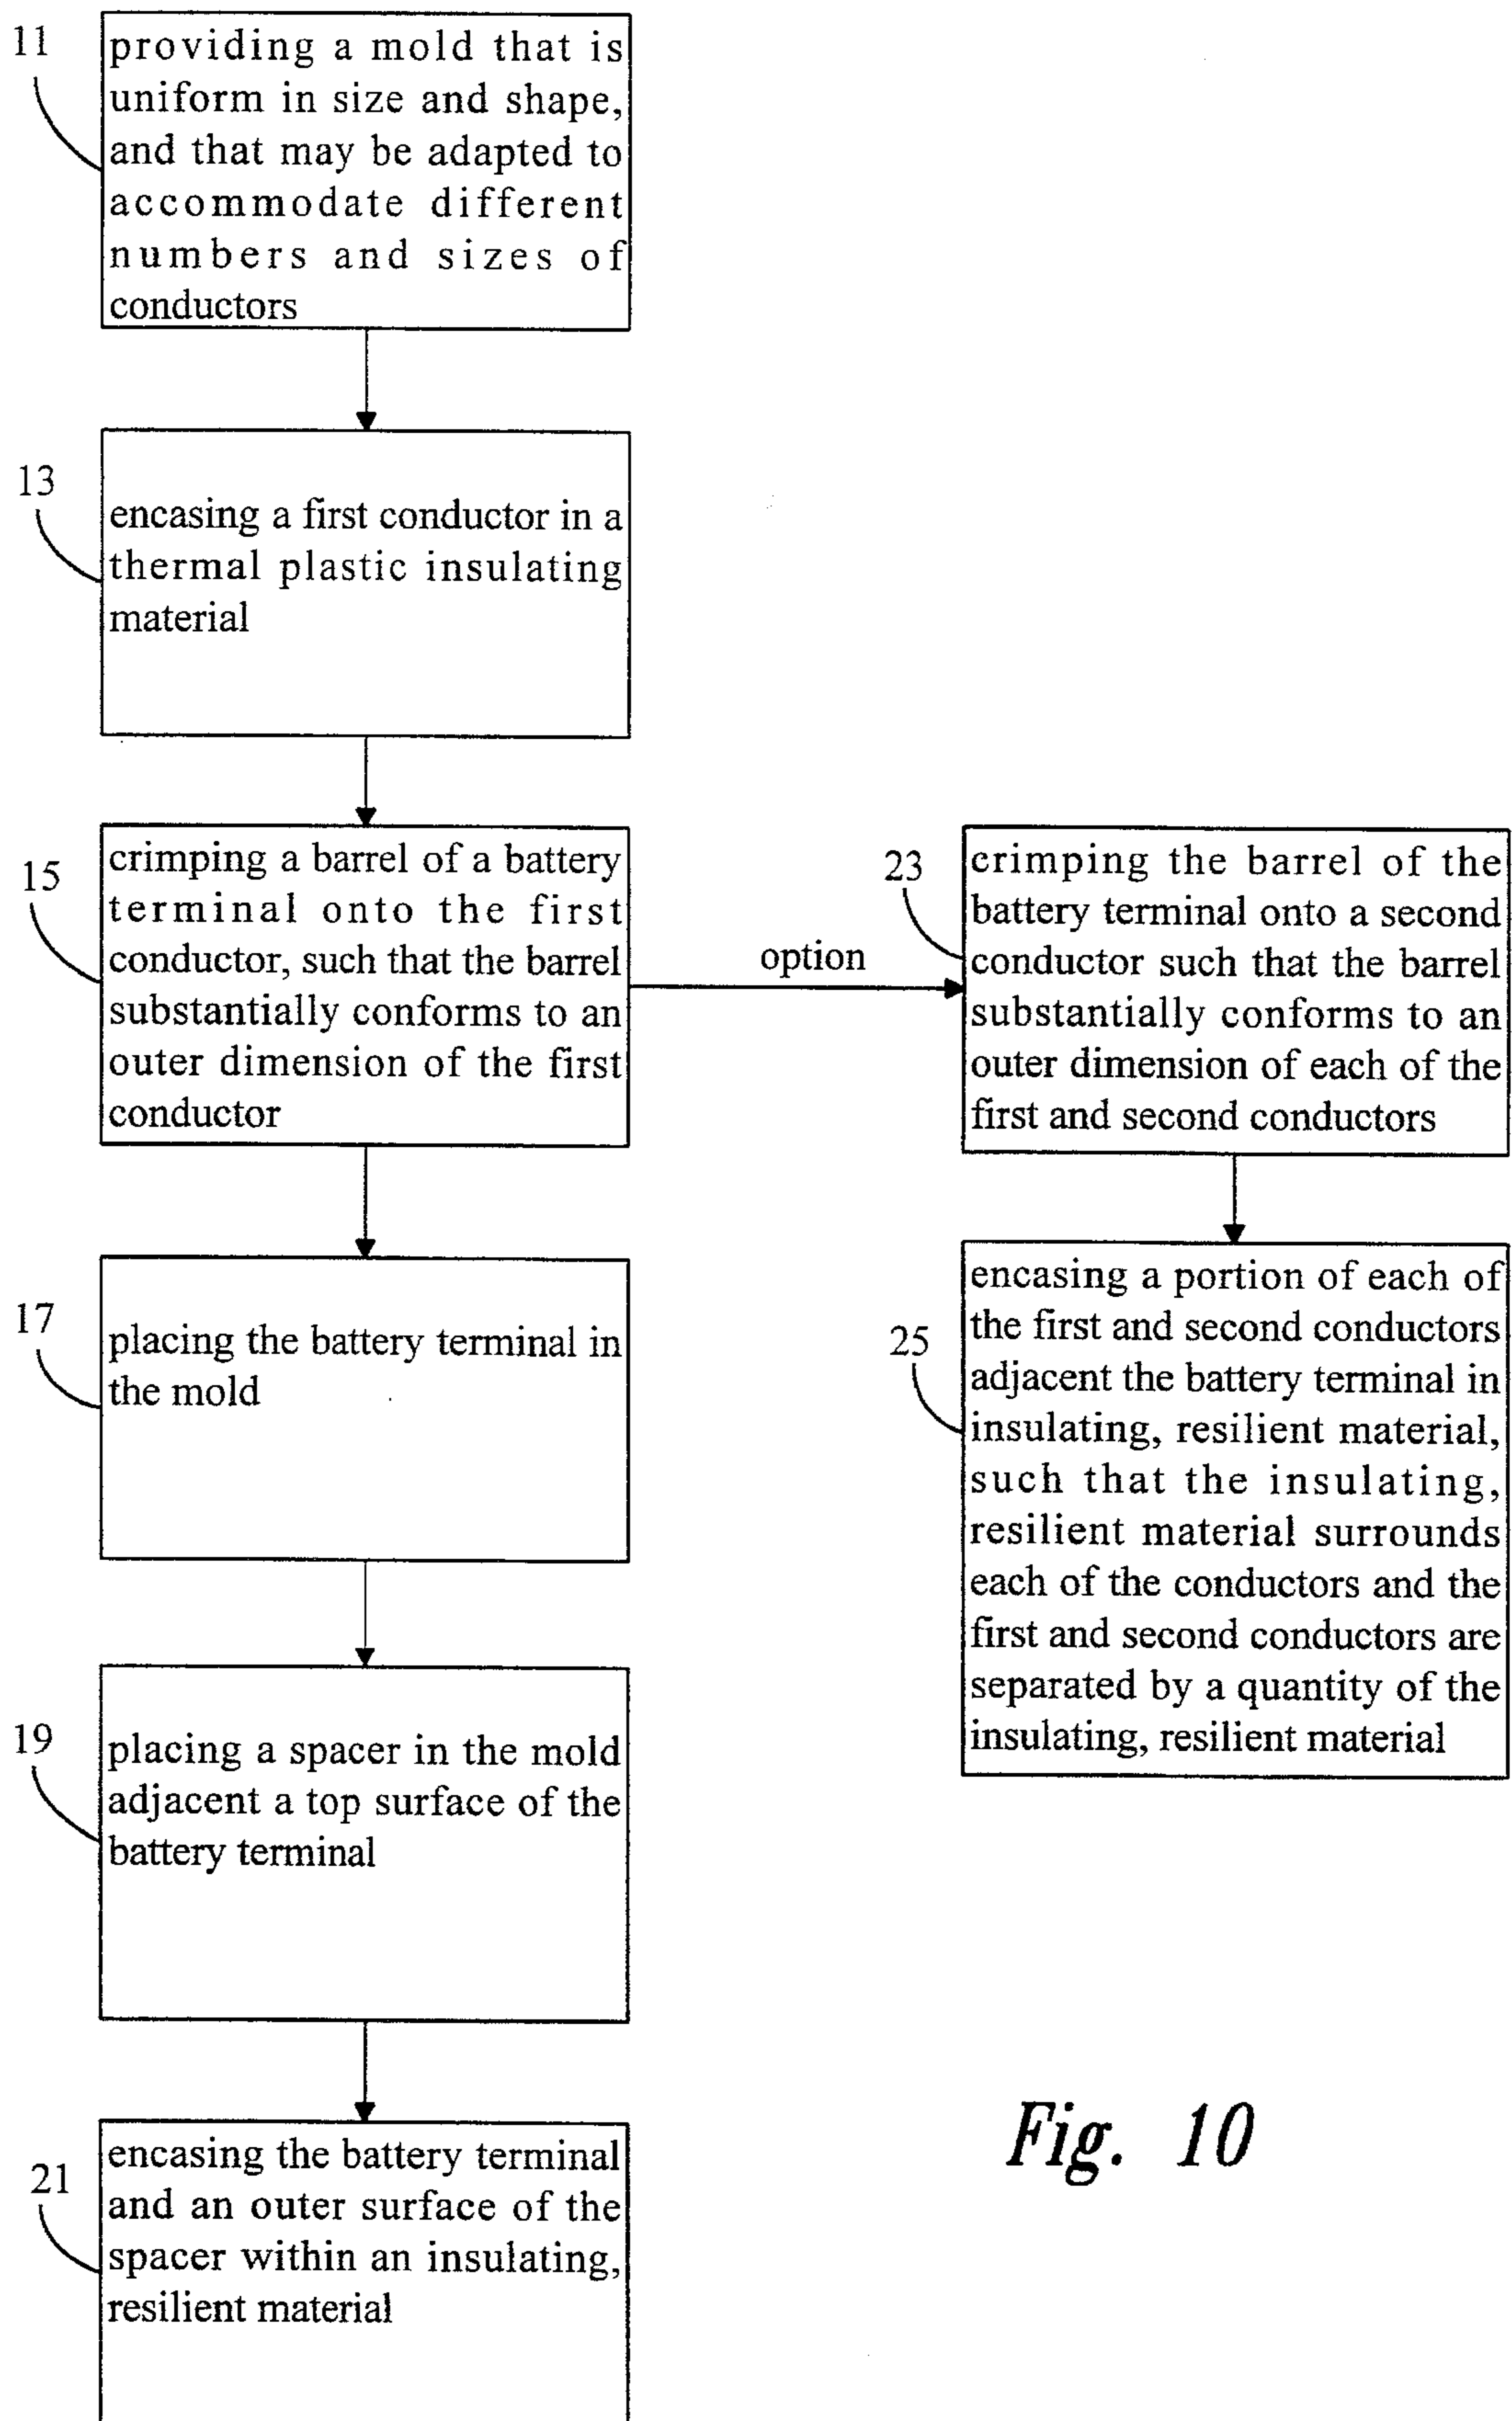 11
providing a mold that is
uniform in size and shape,
and that may be adapted to
accommodate different
numbers and sizes of
conductors
13
encasing a first conductor in a
thermal plastic insulating
material
15
crimping a barrel of a battery
terminal onto the first
conductor, such that the barrel
substantially conforms to an
outer dimension of the first
conductor
option
23
crimping the barrel of the
battery terminal onto a second
conductor such that the barrel
substantially conforms to an
outer dimension of each of the
first and second conductors
17
placing the battery terminal in
the mold
25
encasing a portion of each of
the first and second conductors
adjacent the battery terminal in
insulating, resilient material,
such that the insulating,
resilient material surrounds
each of the conductors and the
first and second conductors are
separated by a quantity of the
insulating, resilient material
19
placing a spacer in the mold
adjacent a top surface of the
battery terminal
21
encasing the battery terminal
and an outer surface of the
spacer within an insulating,
resilient material
Fig. 10